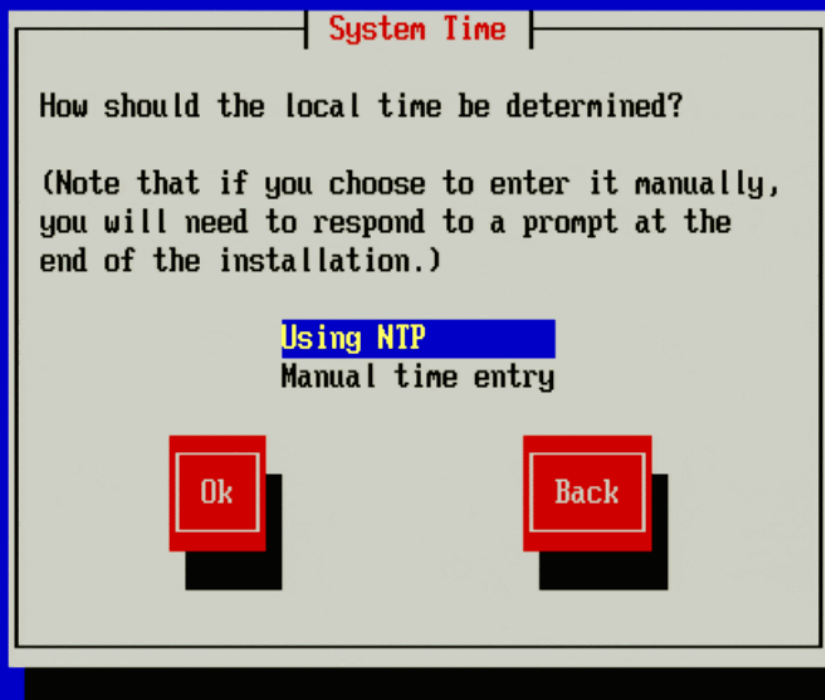 System Time
How should the local time be determined?
(Note that if you choose to enter it manually,
you will need to respond to a prompt at the
end of the installation.)
Using NTP
Manual time entry
Ok
Back